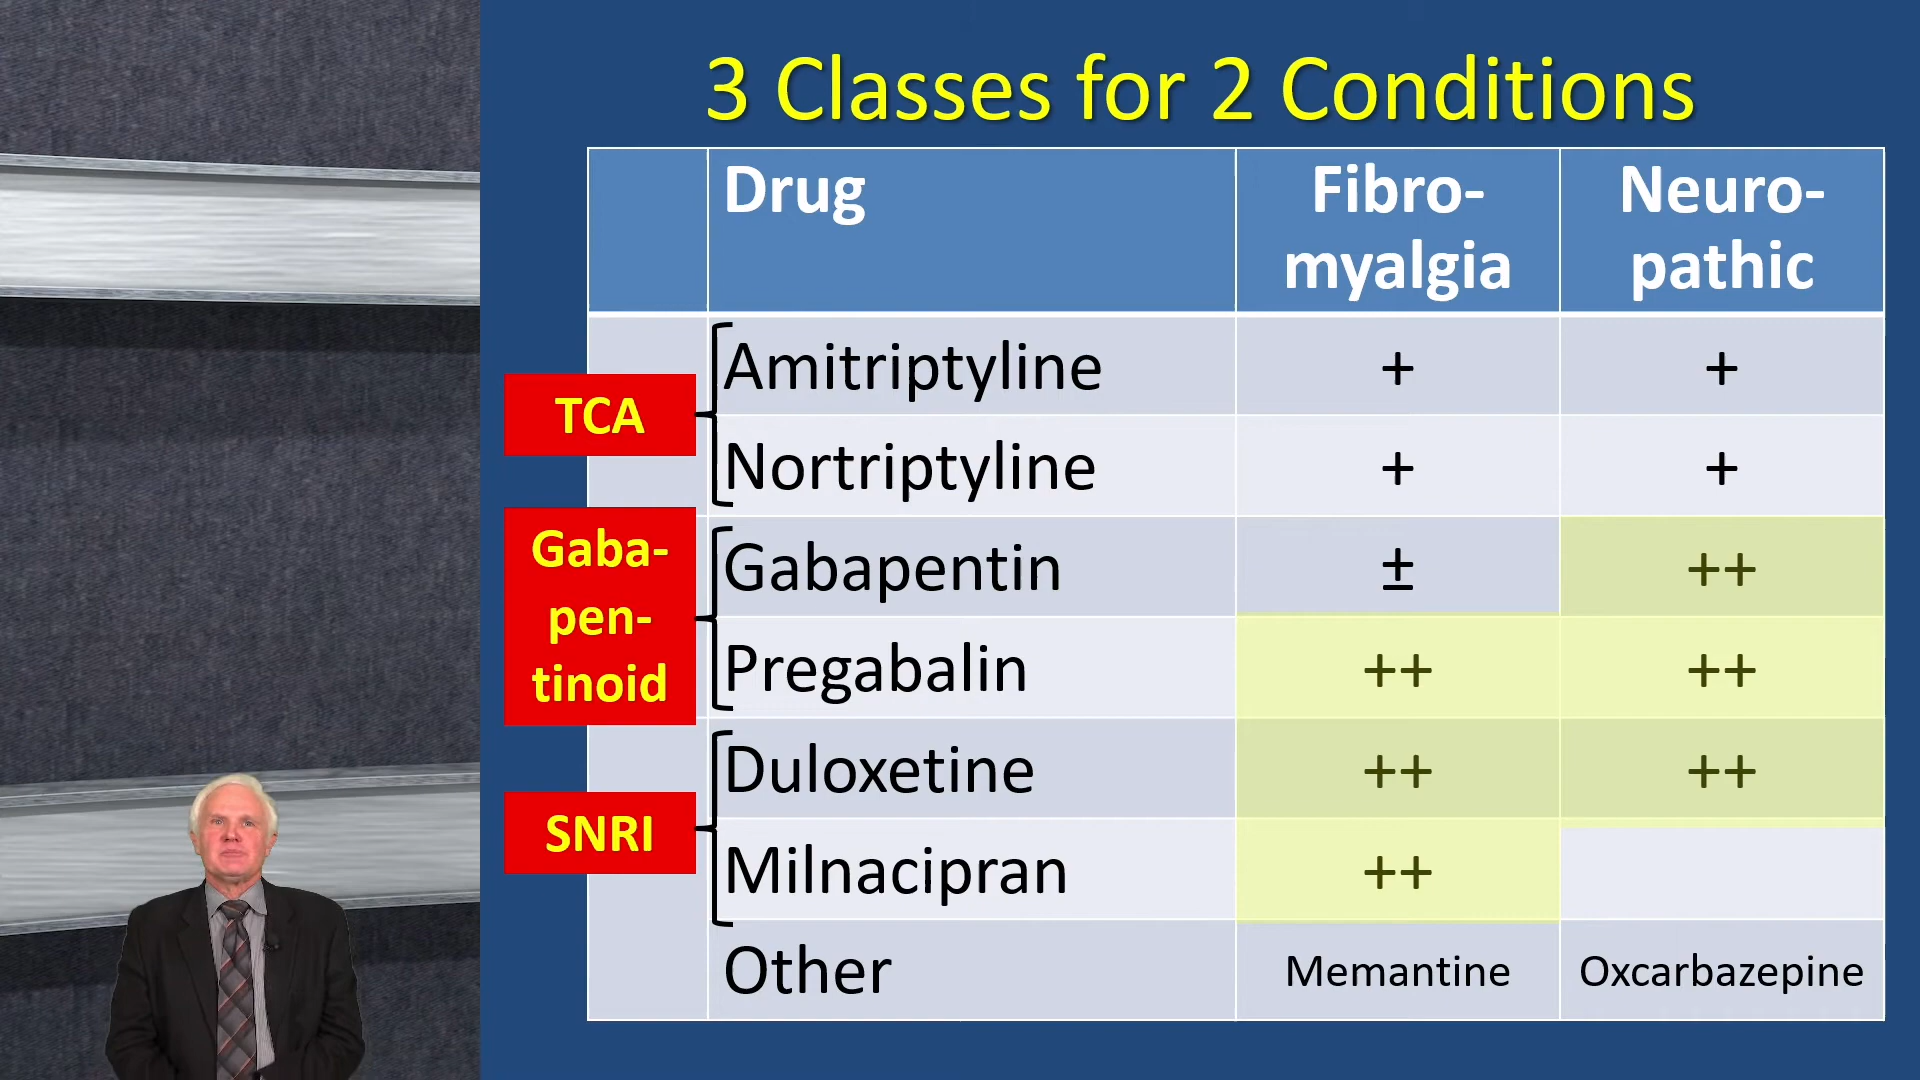 3 Classes for 2 Conditions
Drug Fibro- Neuro-
myalgia pathic
TCA
Amitriptyline + +
Nortriptyline + +
Gaba-
pen-
tinoid
Gabapentin ± ++
Pregabalin ++ ++
SNRI
Duloxetine ++ ++
Milnacipran ++
Other Memantine Oxcarbazepine